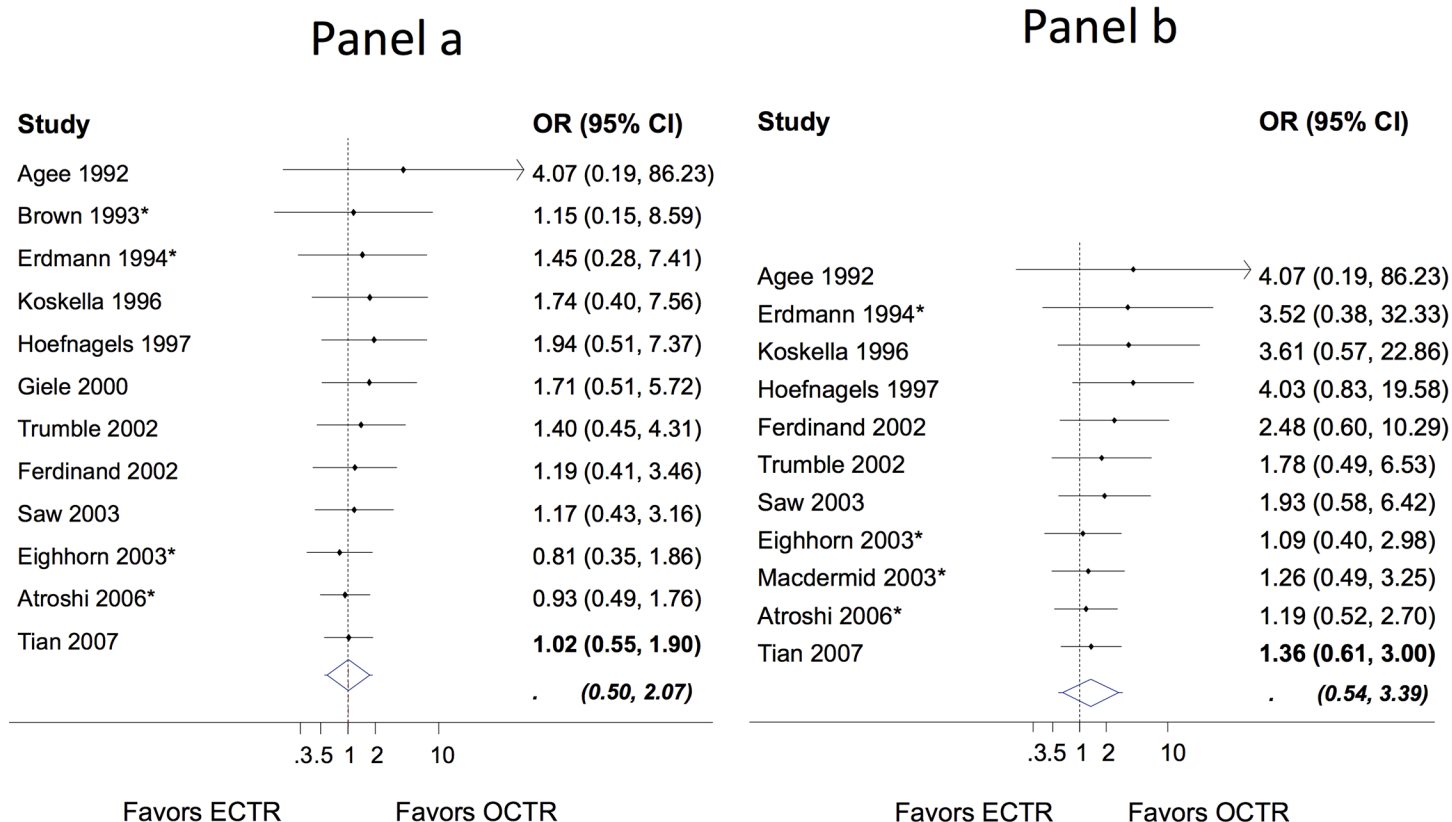 Panel a
Study OR (95% CI)
Agee 1992 4.07 (0.19, 86.23)
Brown 1993* 1.15 (0.15, 8.59)
Erdmann 1994* 1.45 (0.28, 7.41)
Koskella 1996 1.74 (0.40, 7.56)
Hoefnagels 1997 1.94 (0.51, 7.37)
Giele 2000 1.71 (0.51, 5.72)
Trumble 2002 1.40 (0.45, 4.31)
Ferdinand 2002 1.19 (0.41, 3.46)
Saw 2003 1.17 (0.43, 3.16)
Eighhorn 2003* 0.81 (0.35, 1.86)
Atroshi 2006* 0.93 (0.49, 1.76)
Tian 2007 1.02 (0.55, 1.90)
. (0.50, 2.07)
.3 .5 1 2 10
Favors ECTR Favors OCTR
Panel b
Study OR (95% CI)
Agee 1992 4.07 (0.19, 86.23)
Erdmann 1994* 3.52 (0.38, 32.33)
Koskella 1996 3.61 (0.57, 22.86)
Hoefnagels 1997 4.03 (0.83, 19.58)
Ferdinand 2002 2.48 (0.60, 10.29)
Trumble 2002 1.78 (0.49, 6.53)
Saw 2003 1.93 (0.58, 6.42)
Eighhorn 2003* 1.09 (0.40, 2.98)
Macdermid 2003* 1.26 (0.49, 3.25)
Atroshi 2006* 1.19 (0.52, 2.70)
Tian 2007 1.36 (0.61, 3.00)
. (0.54, 3.39)
.3 .5 1 2 10
Favors ECTR Favors OCTR